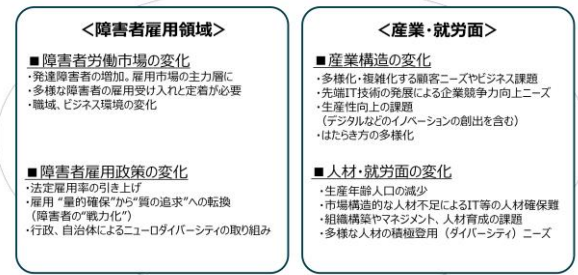 ＜障害者雇用領域＞
■障害者労働市場の変化
・発達障害者の増加。雇用市場の主力層に
・多様な障害者の雇用受け入れと定着が必要
・職域、ビジネス環境の変化
■障害者雇用政策の変化
・法定雇用率の引き上げ
・雇用 “量的確保”から“質の追求”への転換
（障害者の“戦力化”）
・行政、自治体によるニューロダイバーシティの取り組み
＜産業・就労面＞
■産業構造の変化
・多様化・複雑化する顧客ニーズやビジネス課題
・先端IT技術の発展による企業競争力向上ニーズ
・生産性向上の課題
（デジタルなどのイノベーションの創出を含む）
・はたらき方の多様化
■人材・就労面の変化
・生産年齢人口の減少
・市場構造的な人材不足によるIT等の人材確保難
・組織構築やマネジメント、人材育成の課題
・多様な人材の積極登用（ダイバーシティ）ニーズ